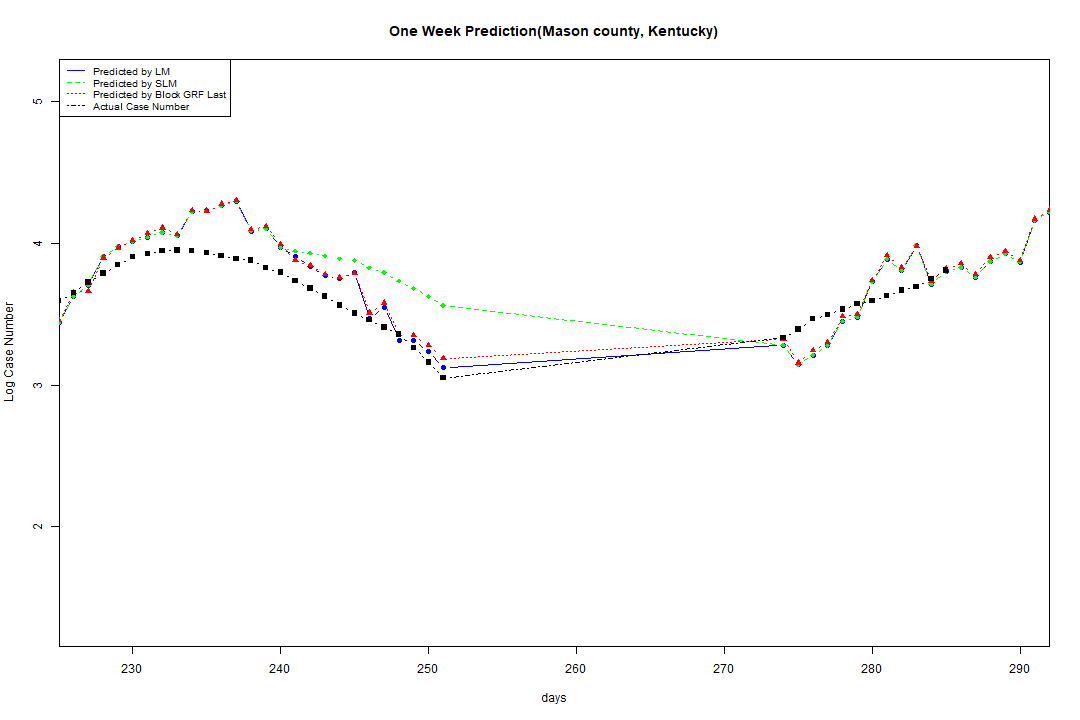 One Week Prediction(Mason county, Kentucky)
Predicted by LM
Predicted by SLM
Predicted by Block GRF Last
Actual Case Number
5
4
3
2
Log Case Number
230 240 250 260 270 280 290
days